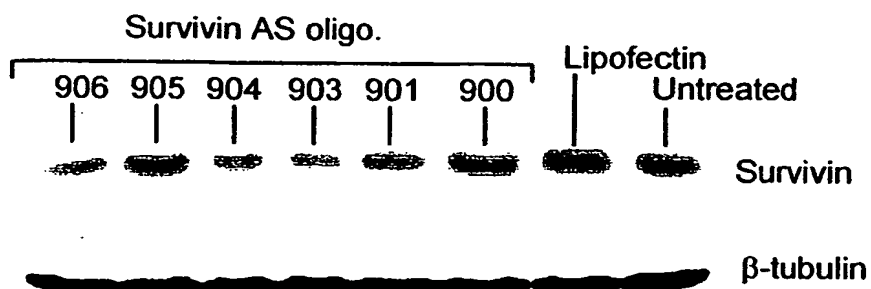 Survivin AS oligo.
Lipofectin
906 905 904 903 901 900
Untreated
Survivin
β-tubulin